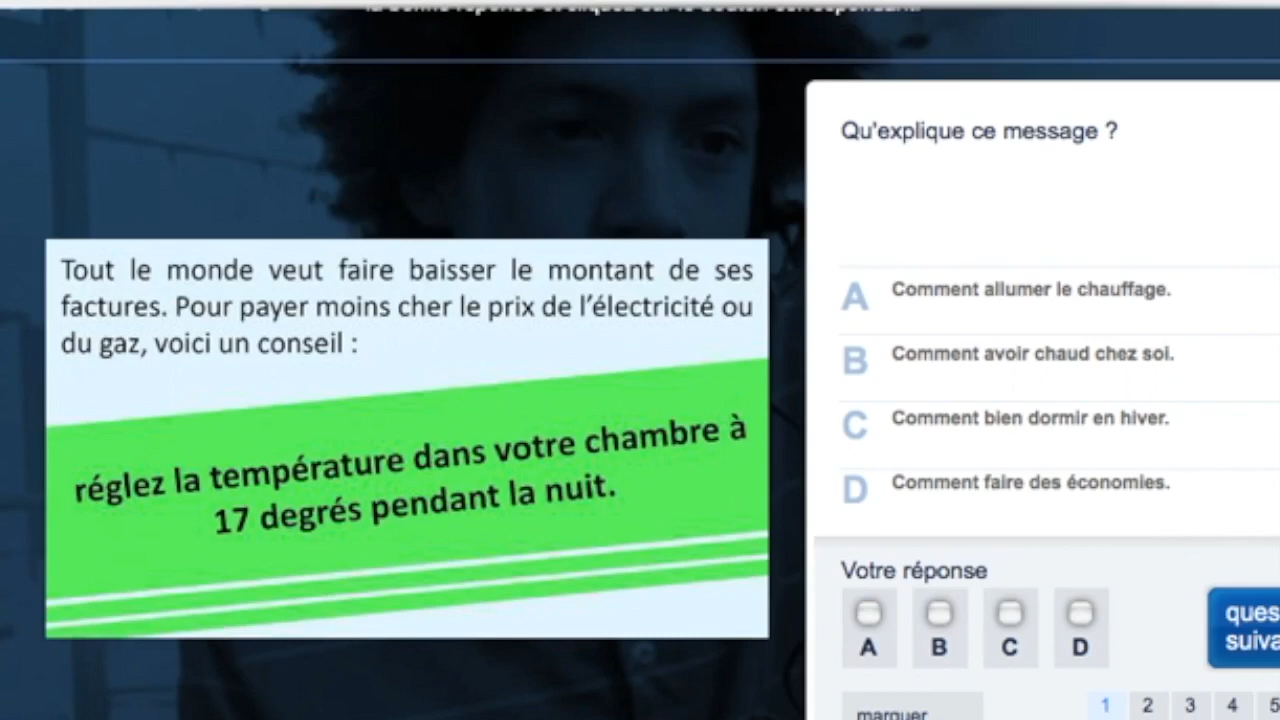 Tout le monde veut faire baisser le montant de ses
factures. Pour payer moins cher le prix de l'électricité ou
du gaz, voici un conseil :
réglez la température dans votre chambre à
17 degrés pendant la nuit.
Qu'explique ce message ?
A Comment allumer le chauffage.
B Comment avoir chaud chez soi.
C Comment bien dormir en hiver.
D Comment faire des économies.
Votre réponse
A B C D
ques
suiva
marquer
1 2 3 4 5